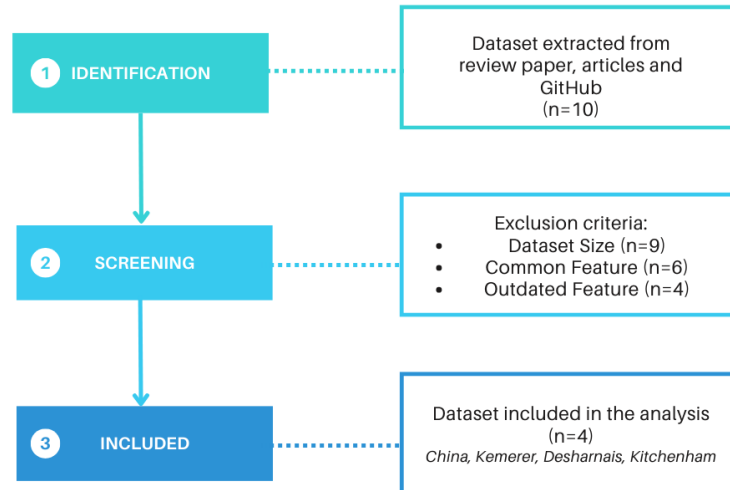 1 IDENTIFICATION
Dataset extracted from
review paper, articles and
GitHub
(n=10)
2 SCREENING
Exclusion criteria:
• Dataset Size (n=9)
• Common Feature (n=6)
• Outdated Feature (n=4)
3 INCLUDED
Dataset included in the analysis
(n=4)
China, Kemerer, Desharnais, Kitchenham